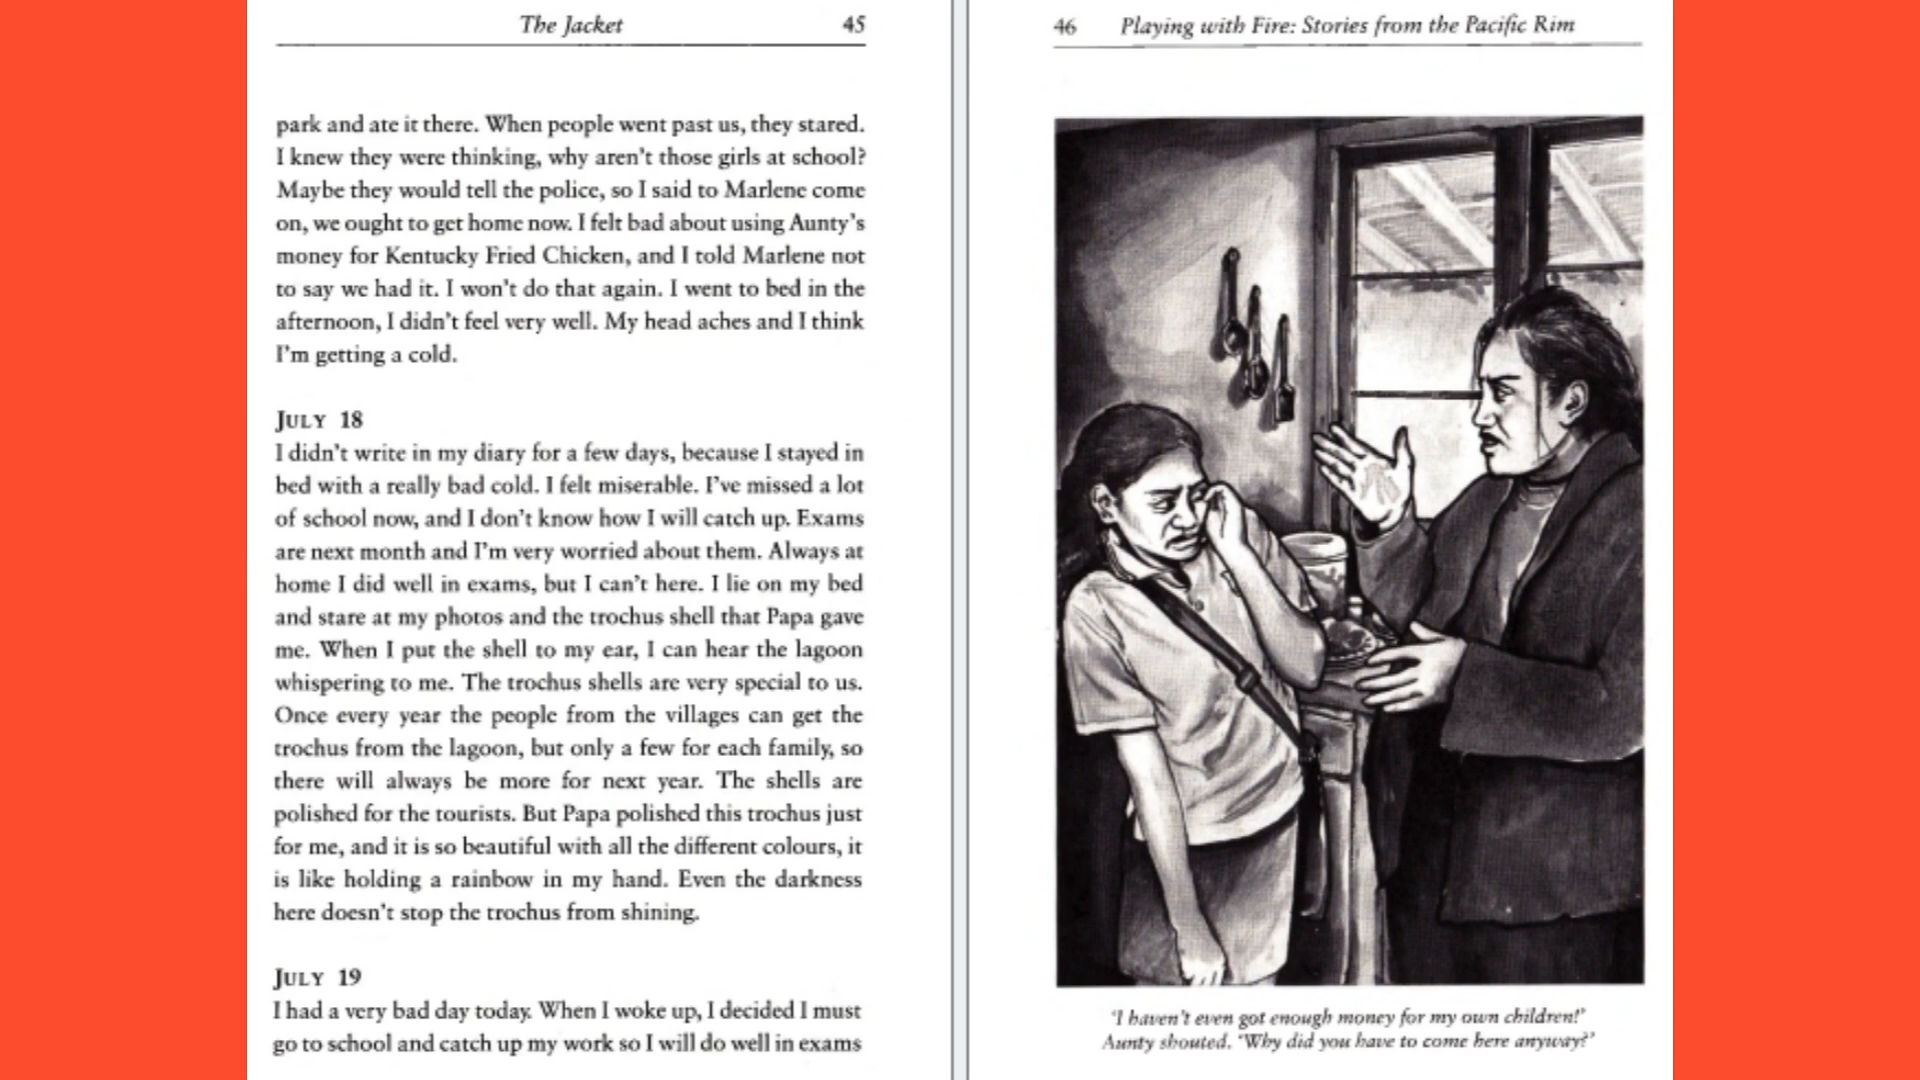 The Jacket 45
park and ate it there. When people went past us, they stared.
I knew they were thinking, why aren't those girls at school?
Maybe they would tell the police, so I said to Marlene come
on, we ought to get home now. I felt bad about using Aunty's
money for Kentucky Fried Chicken, and I told Marlene not
to say we had it. I won't do that again. I went to bed in the
afternoon, I didn't feel very well. My head aches and I think
I'm getting a cold.
JULY 18
I didn't write in my diary for a few days, because I stayed in
bed with a really bad cold. I felt miserable. I've missed a lot
of school now, and I don't know how I will catch up. Exams
are next month and I'm very worried about them. Always at
home I did well in exams, but I can't here. I lie on my bed
and stare at my photos and the trochus shell that Papa gave
me. When I put the shell to my ear, I can hear the lagoon
whispering to me. The trochus shells are very special to us.
Once every year the people from the villages can get the
trochus from the lagoon, but only a few for each family, so
there will always be more for next year. The shells are
polished for the tourists. But Papa polished this trochus just
for me, and it is so beautiful with all the different colours, it
is like holding a rainbow in my hand. Even the darkness
here doesn't stop the trochus from shining.
JULY 19
I had a very bad day today. When I woke up, I decided I must
go to school and catch up my work so I will do well in exams
46 Playing with Fire: Stories from the Pacific Rim
'I haven't even got enough money for my own children!'
Aunty shouted. 'Why did you have to come here anyway?'